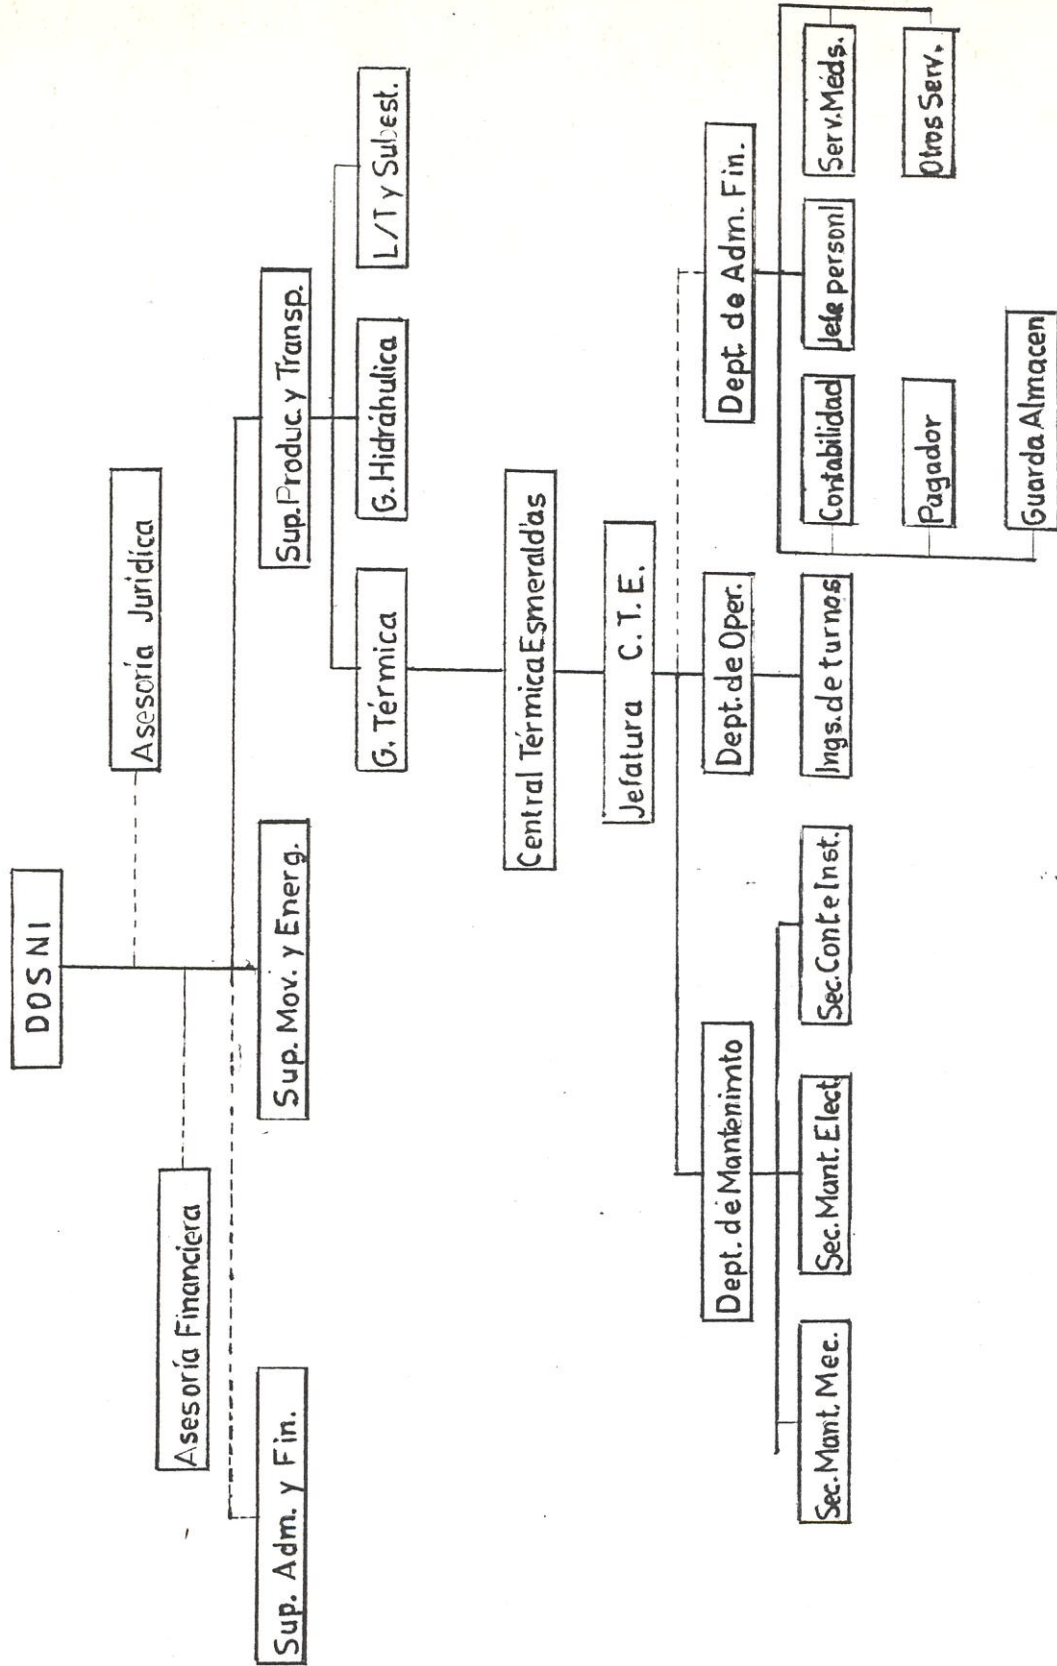 DOSNI
Asesoría Jurídica
Asesoría Financiera
Sup. Adm. y Fin.
Sup. Mov. y Energ.
Sup. Produc. y Transp.
G. Térmica
G. Hidráhulica
L/T y Subest.
Central Térmica Esmeraldas
Jefatura C. T. E.
Dept. de Mantenimto
Dept. de Oper.
Dept. de Adm. Fin.
Sec. Mant. Mec.
Sec. Mant. Elect.
Sec. Cont e Inst.
Ings. de turnos
Contabilidad
Jefe personl
Serv. Méds.
Pagador
Otros Serv.
Guarda Almacen